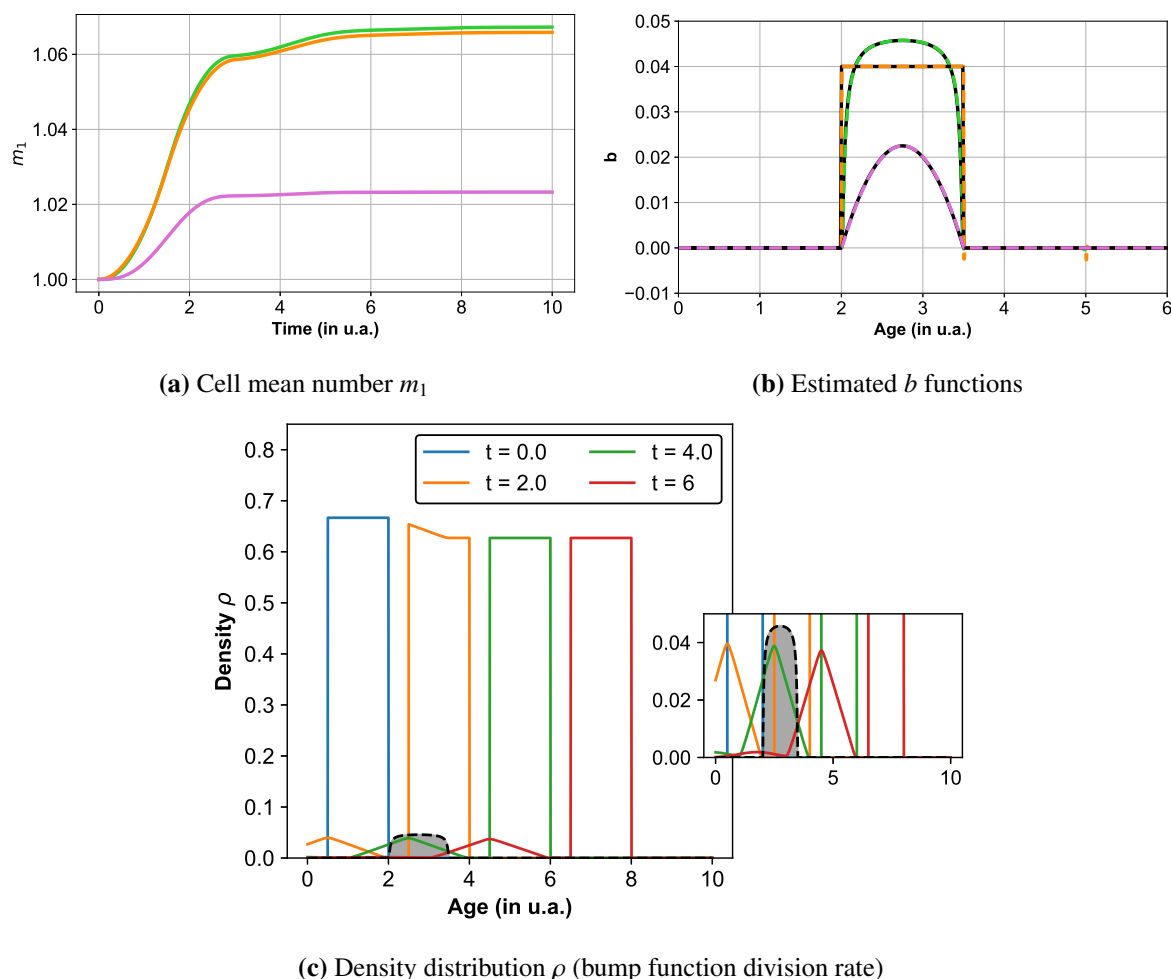 1.06
1.04
1.02
1.00
m1
0 2 4 6 8 10
Time (in u.a.)
(a) Cell mean number m1
0.05
0.04
0.03
0.02
0.01
0.00
−0.01
b
0 1 2 3 4 5 6
Age (in u.a.)
(b) Estimated b functions
0.8
0.7
0.6
0.5
0.4
0.3
0.2
0.1
0.0
Density ρ
t = 0.0 t = 4.0
t = 2.0 t = 6
0 2 4 6 8 10
Age (in u.a.)
0.04
0.02
0.00
0 5 10
(c) Density distribution ρ (bump function division rate)